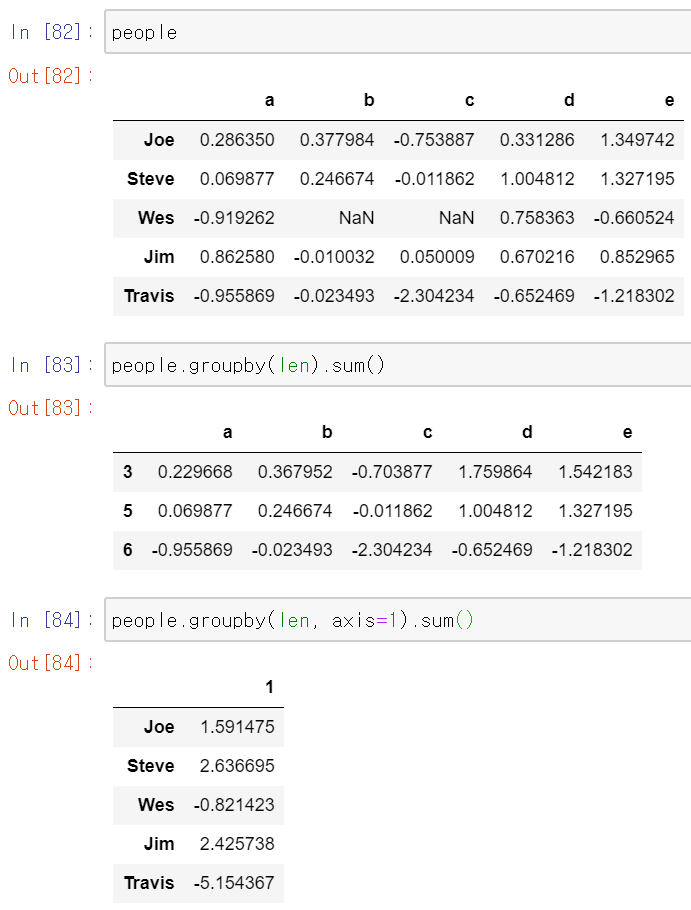 In [82]: people
Out[82]:
a b c d e
Joe 0.286350 0.377984 -0.753887 0.331286 1.349742
Steve 0.069877 0.246674 -0.011862 1.004812 1.327195
Wes -0.919262 NaN NaN 0.758363 -0.660524
Jim 0.862580 -0.010032 0.050009 0.670216 0.852965
Travis -0.955869 -0.023493 -2.304234 -0.652469 -1.218302
In [83]: people.groupby(len).sum()
Out[83]:
a b c d e
3 0.229668 0.367952 -0.703877 1.759864 1.542183
5 0.069877 0.246674 -0.011862 1.004812 1.327195
6 -0.955869 -0.023493 -2.304234 -0.652469 -1.218302
In [84]: people.groupby(len, axis=1).sum()
Out[84]:
1
Joe 1.591475
Steve 2.636695
Wes -0.821423
Jim 2.425738
Travis -5.154367